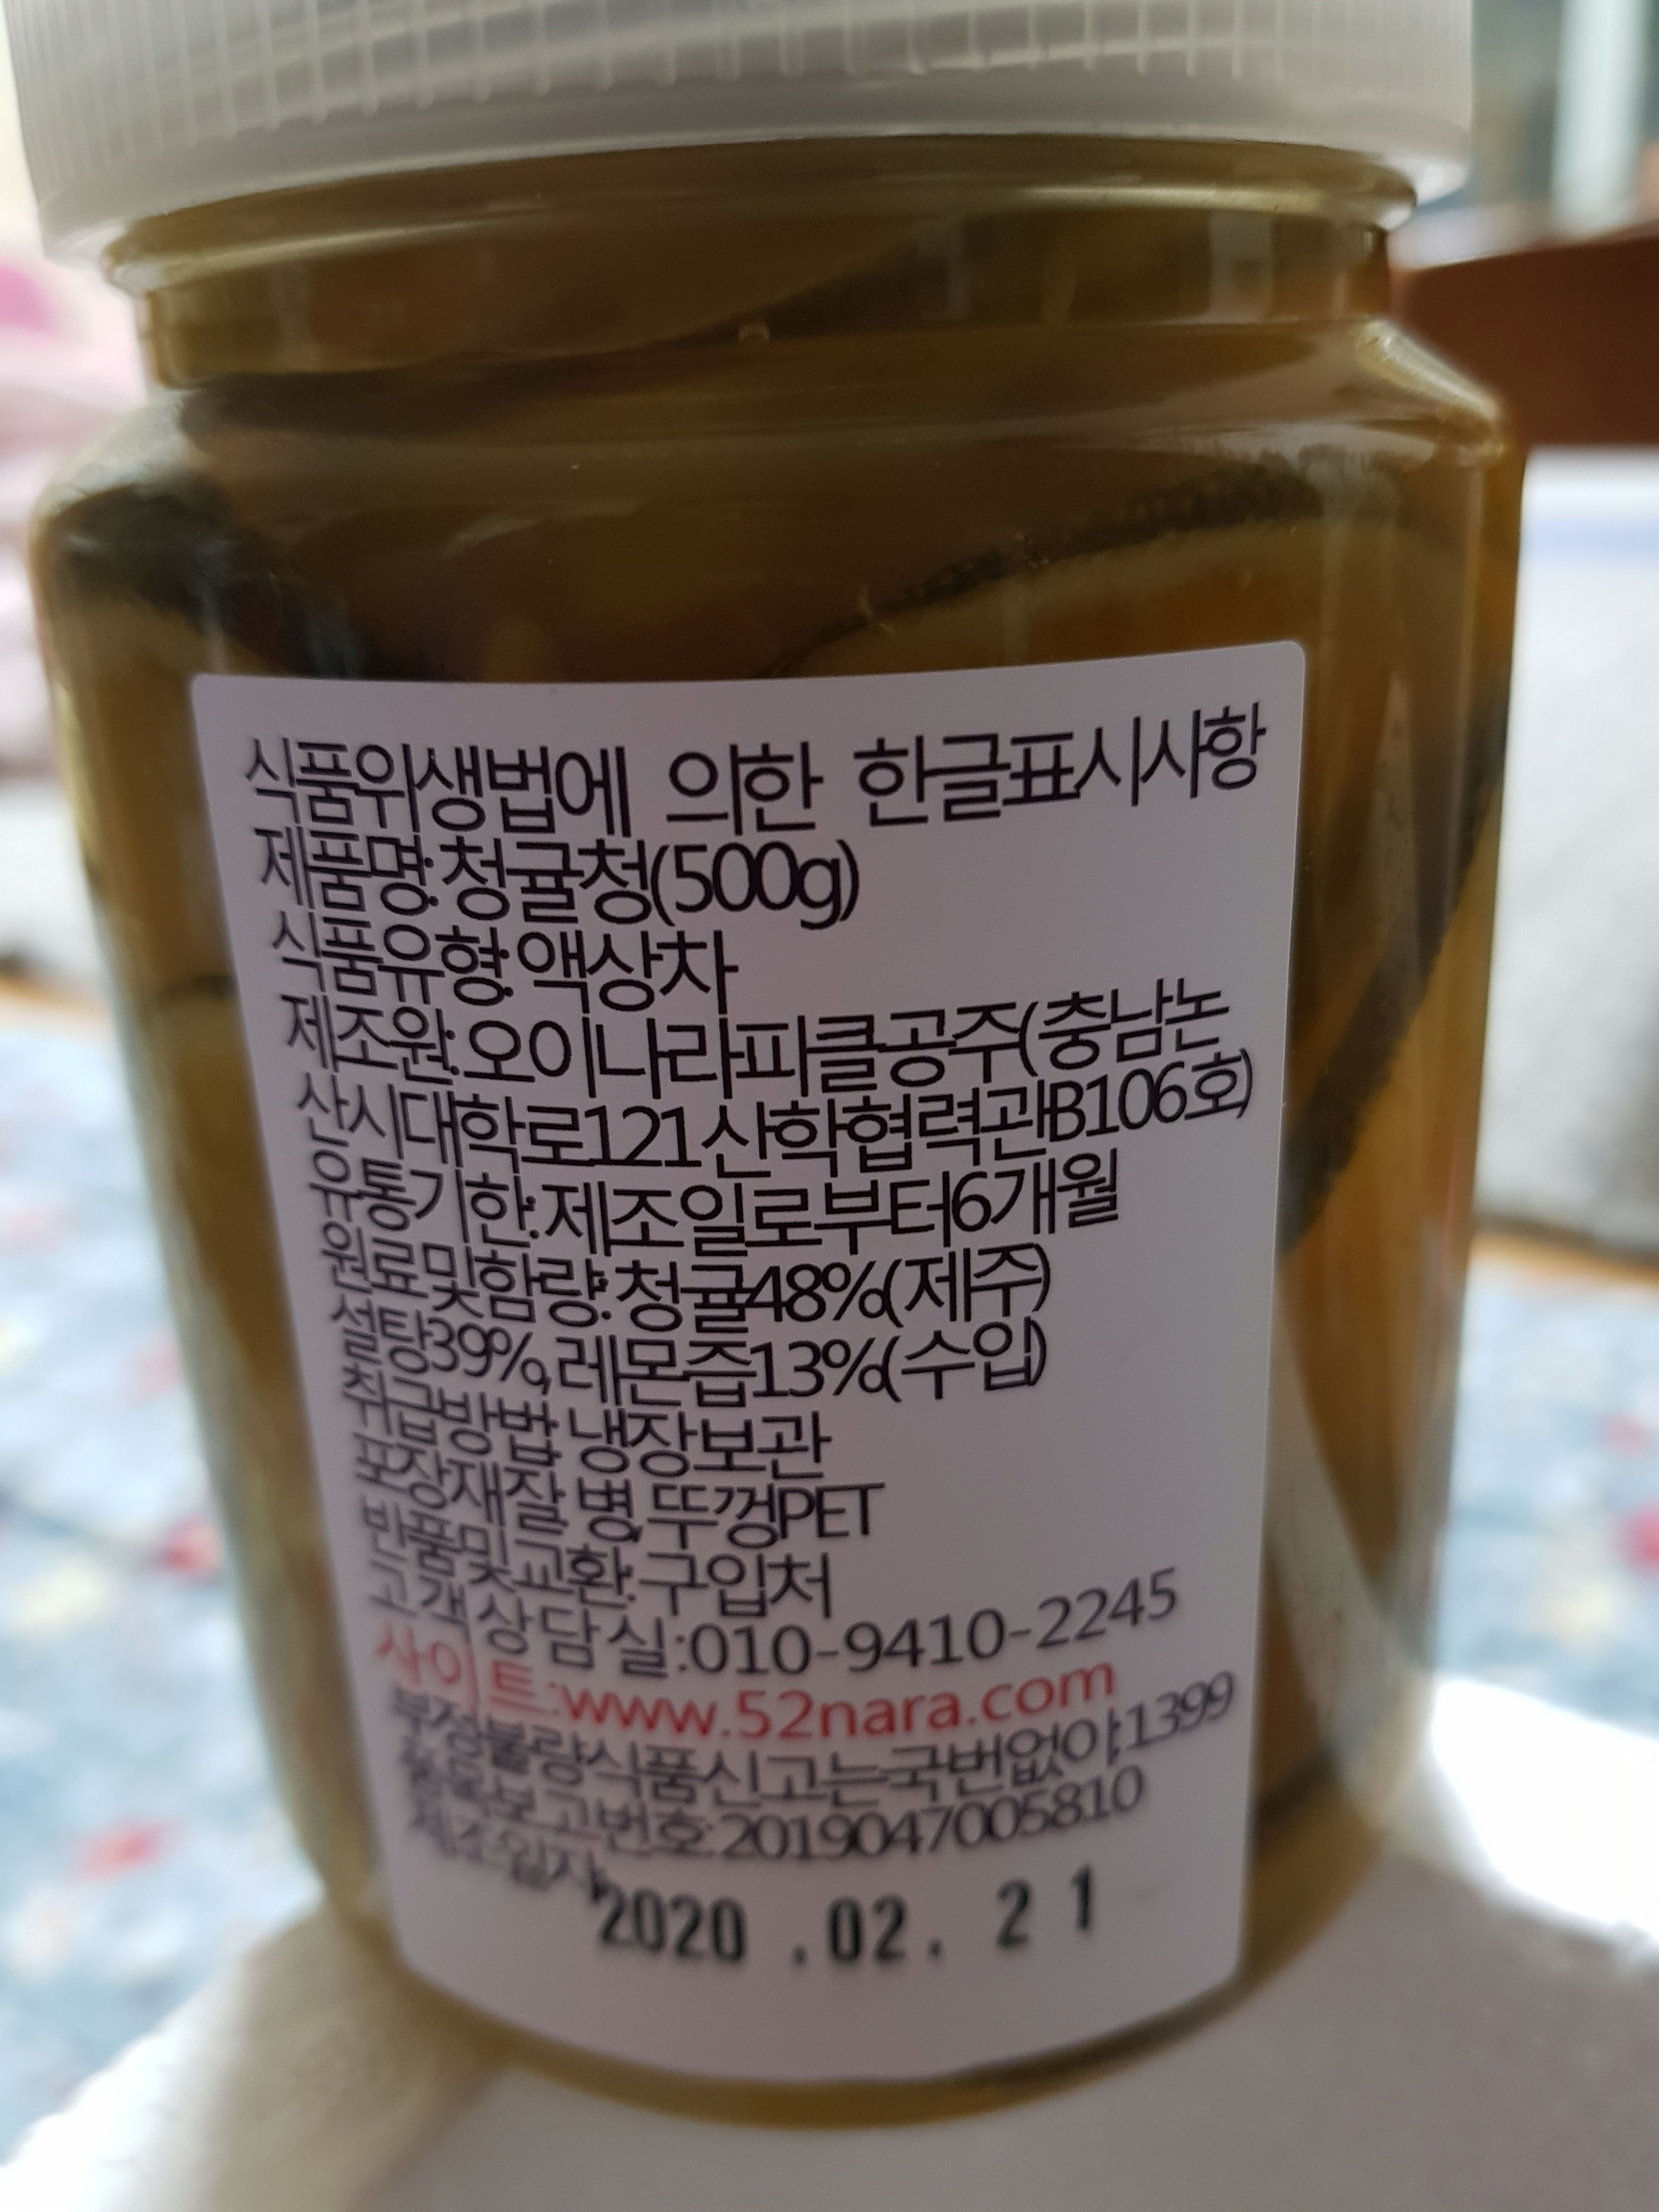 식품위생법에 의한 한글표시사항
제품명:청귤청(500g)
식품유형:액상차
제조원:오이나라피클공주(충남논
산시대학로121산학협력관B106호)
유통기한:제조일로부터6개월
원료및함량:청귤48%(제주)
설탕39%,레몬즙13%(수입)
취급방법:냉장보관
포장재질:병,뚜껑PET
반품및교환:구입처
고객상담실:010-9410-2245
사이트:www.52nara.com
부정불량식품신고는국번없이,1399
품목보고번호:20190470005810
제조일자:
2020.02.21